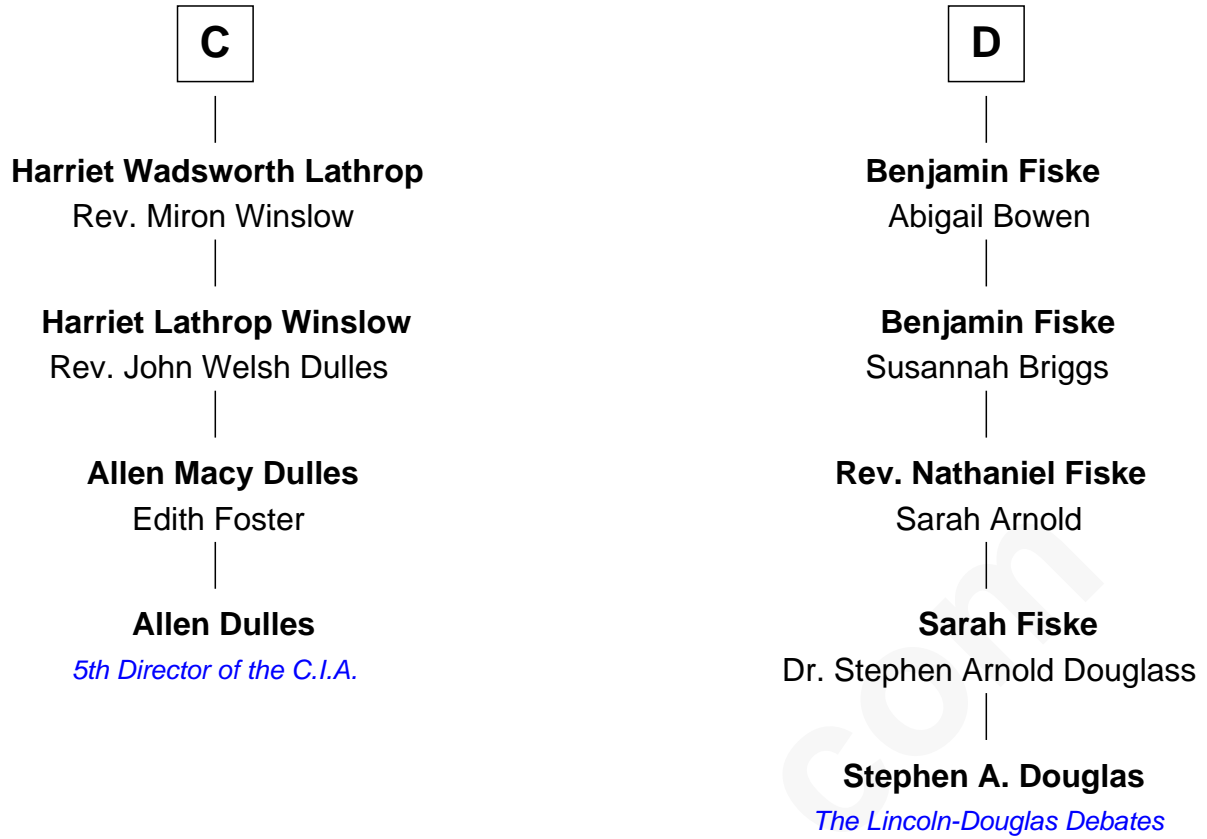 C
Harriet Wadsworth Lathrop
Rev. Miron Winslow
Harriet Lathrop Winslow
Rev. John Welsh Dulles
Allen Macy Dulles
Edith Foster
Allen Dulles
5th Director of the C.I.A.
D
Benjamin Fiske
Abigail Bowen
Benjamin Fiske
Susannah Briggs
Rev. Nathaniel Fiske
Sarah Arnold
Sarah Fiske
Dr. Stephen Arnold Douglass
Stephen A. Douglas
The Lincoln-Douglas Debates
com